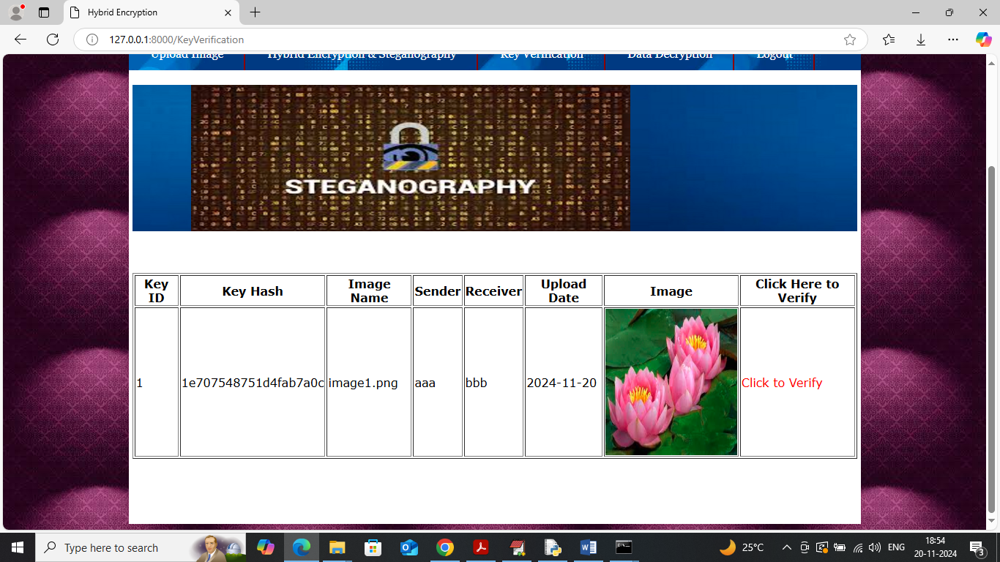 Hybrid Encryption
127.0.0.1:8000/KeyVerification
Upload Image Hybrid Encryption & Steganography Key Verification Data Decryption Logout
STEGANOGRAPHY
Key ID Key Hash Image Name Sender Receiver Upload Date Image Click Here to Verify
1 1e707548751d4fab7a0c image1.png aaa bbb 2024-11-20 Click to Verify
Type here to search
25°C ENG 18:54
20-11-2024 3